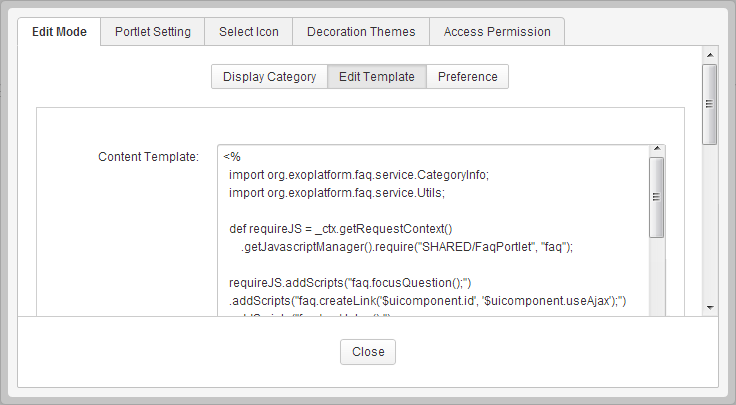 Edit Mode Portlet Setting Select Icon Decoration Themes Access Permission
Display Category Edit Template Preference
Content Template:
<%
import org.exoplatform.faq.service.CategoryInfo;
import org.exoplatform.faq.service.Utils;
def requireJS = _ctx.getRequestContext()
.getJavascriptManager().require("SHARED/FaqPortlet", "faq");
requireJS.addScripts("faq.focusQuestion();")
.addScripts("faq.createLink('$uicomponent.id', '$uicomponent.useAjax');")
Close